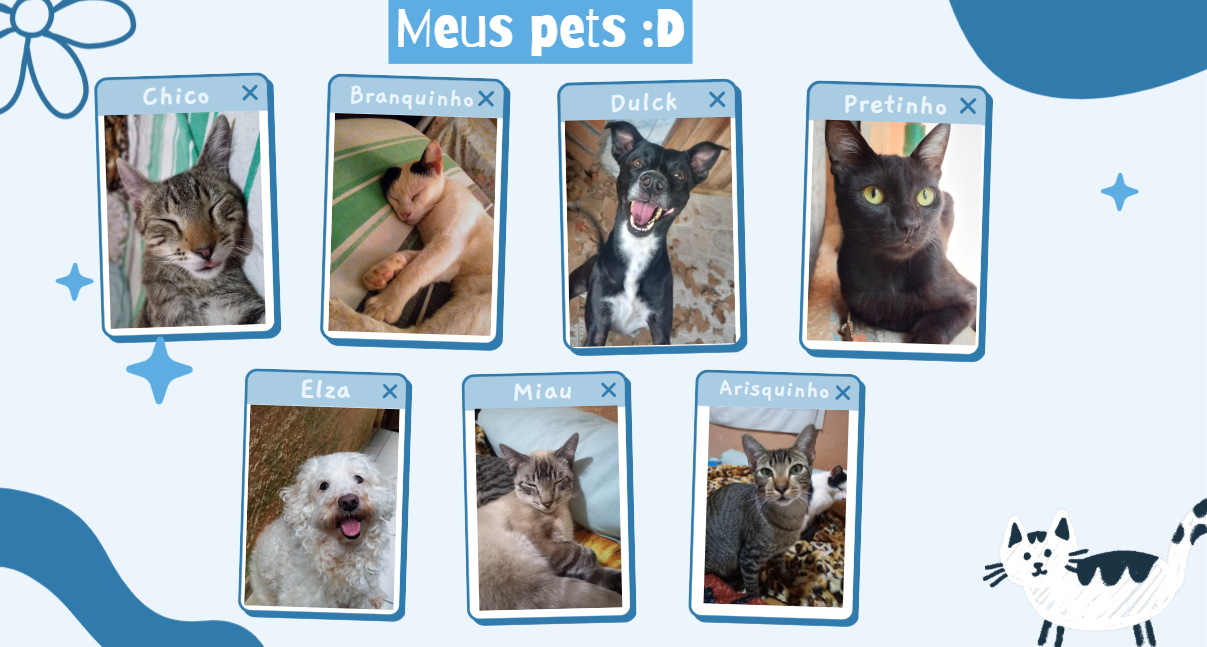 Meus pets :D
Chico
Branquinho
Dulck
Pretinho
Elza
Miau
Arisquinho